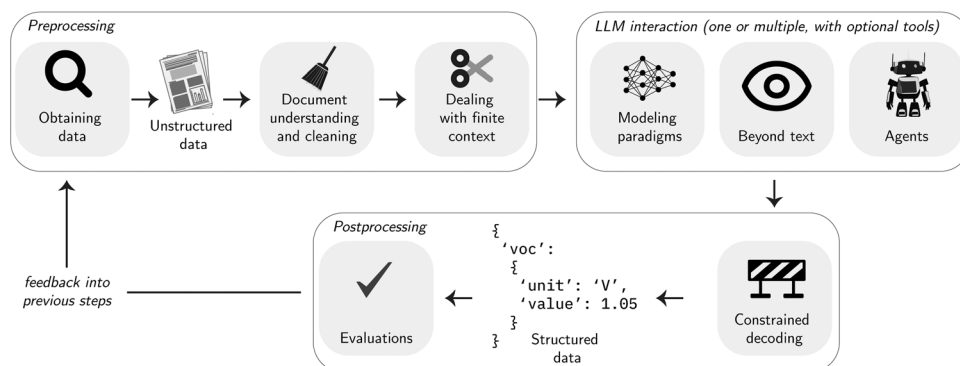 Preprocessing
Obtaining
data
Unstructured
data
Document
understanding
and cleaning
Dealing
with finite
context
LLM interaction (one or multiple, with optional tools)
Modeling
paradigms
Beyond text
Agents
Postprocessing
Constrained
decoding
{
‘voc’:
{
‘unit’: ‘V’,
‘value’: 1.05
}
}
Structured
data
Evaluations
feedback into
previous steps